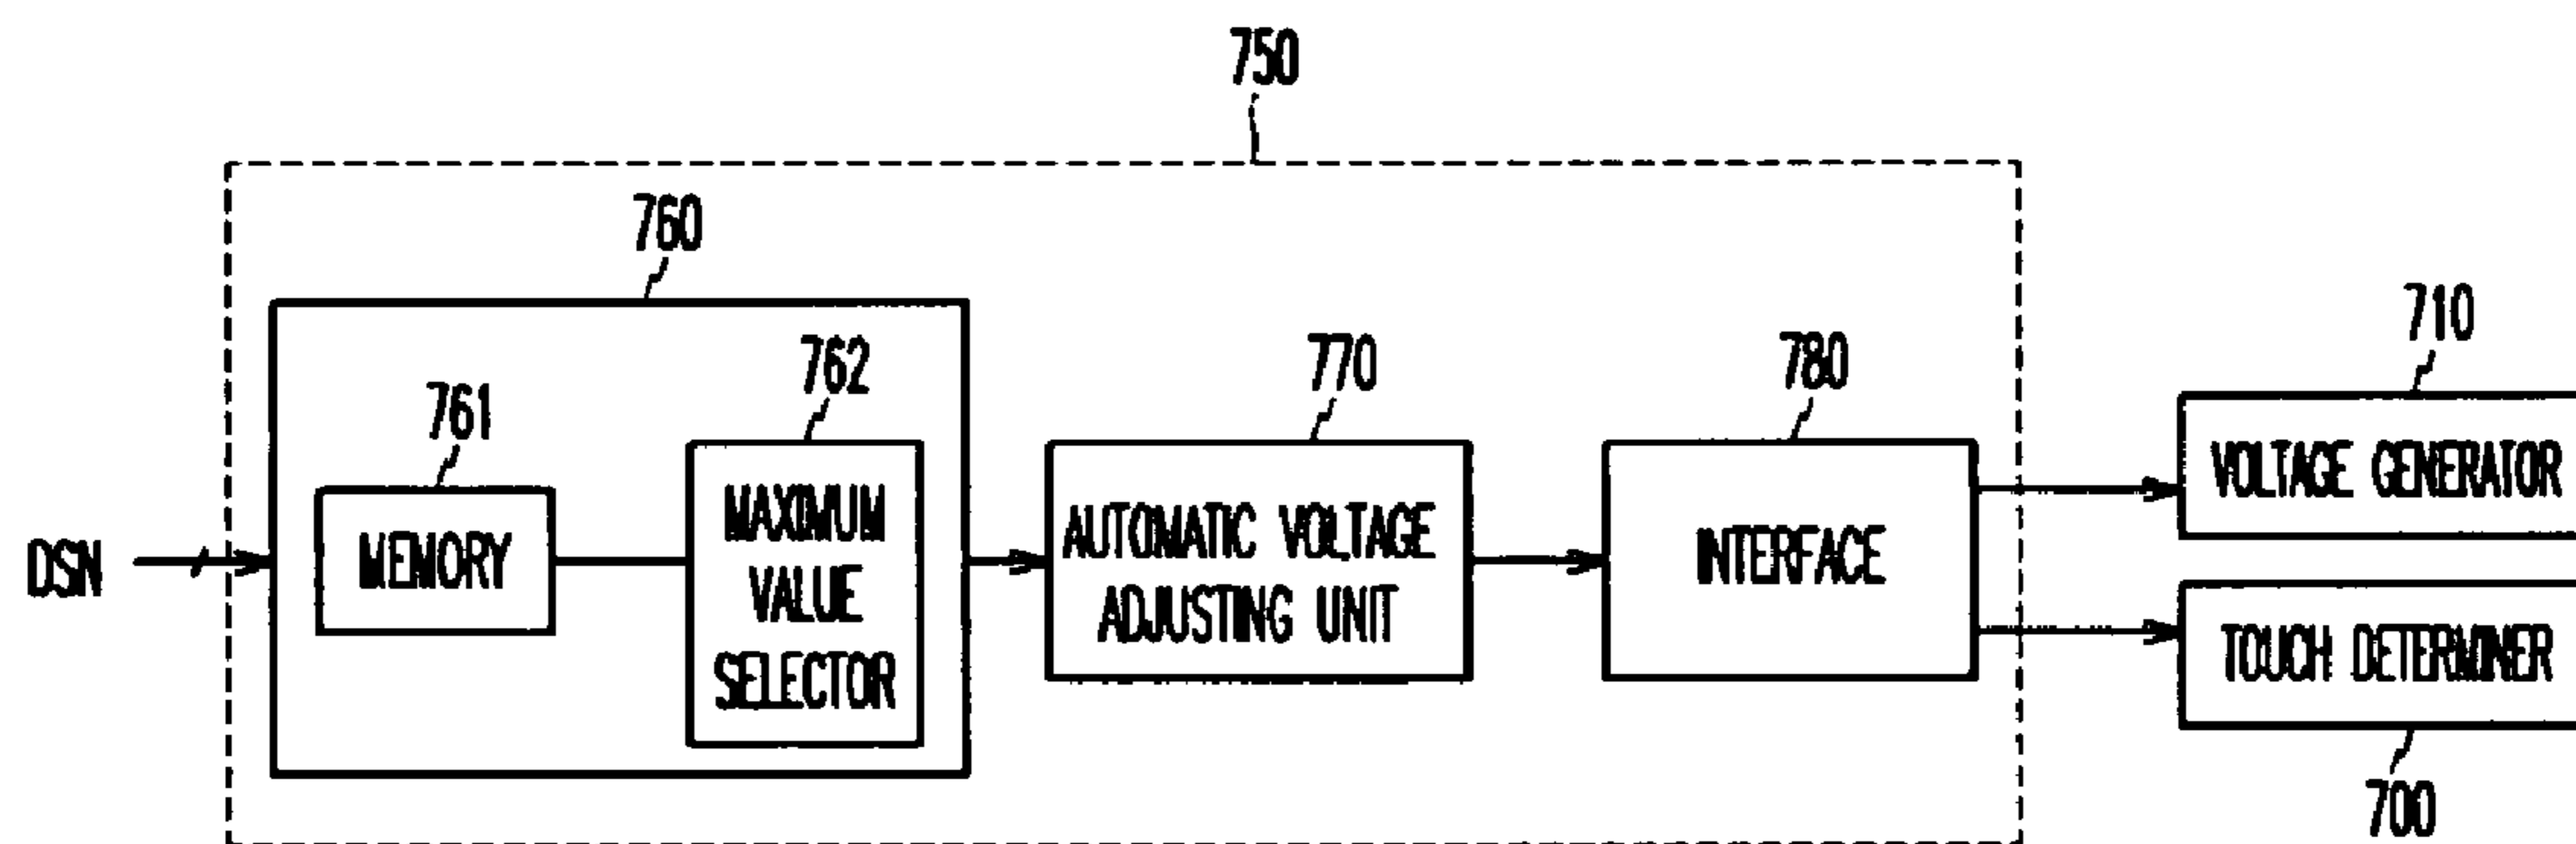 750
760
762
761
770
780
710
DSN
MEMORY
MAXIMUM
VALUE
SELECTOR
AUTOMATIC VOLTAGE
ADJUSTING UNIT
INTERFACE
VOLTAGE GENERATOR
TOUCH DETERMINER
700